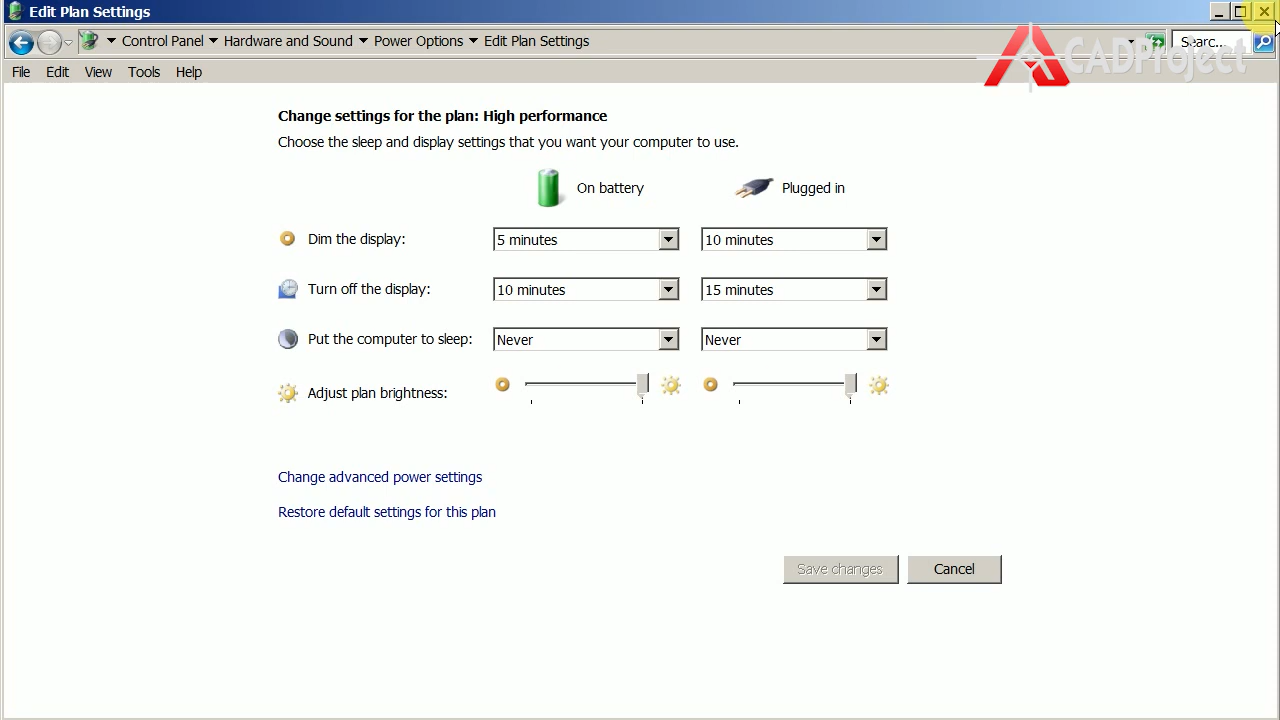 Edit Plan Settings
Control Panel Hardware and Sound Power Options Edit Plan Settings Searc...
File Edit View Tools Help
ACADProject
Change settings for the plan: High performance
Choose the sleep and display settings that you want your computer to use.
On battery Plugged in
Dim the display: 5 minutes 10 minutes
Turn off the display: 10 minutes 15 minutes
Put the computer to sleep: Never Never
Adjust plan brightness:
Change advanced power settings
Restore default settings for this plan
Save changes Cancel